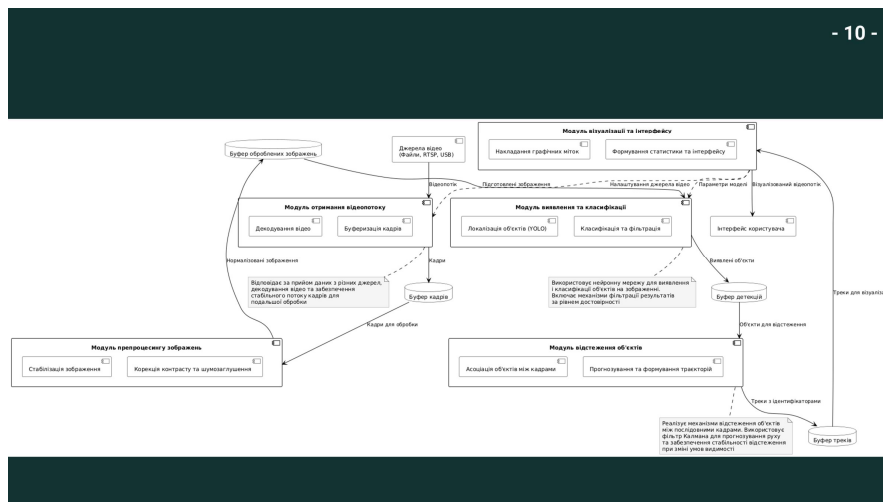 - 10 -
Модуль візуалізації та інтерфейсу
Накладання графічних міток
Формування статистики та інтерфейсу
Буфер оброблених зображень
Джерела відео
(Файли, RTSP, USB)
Відеопотік
Підготовлені зображення
Налаштування джерела відео
Параметри моделі
Візуалізований відеопотік
Модуль отримання відеопотоку
Декодування відео
Буферизація кадрів
Модуль виявлення та класифікації
Локалізація об'єктів (YOLO)
Класифікація та фільтрація
Інтерфейс користувача
Нормалізовані зображення
Кадри
Виявлені об'єкти
Відповідає за прийом даних з різних джерел,
декодування відео та забезпечення
стабільного потоку кадрів для
подальшої обробки
Буфер кадрів
Використовує нейронну мережу для виявлення
і класифікації об'єктів на зображенні.
Включає механізми фільтрації результатів
за рівнем достовірності
Буфер детекцій
Треки для візуаліз
Кадри для обробки
Об'єкти для відстеження
Модуль препроцесингу зображень
Стабілізація зображення
Корекція контрасту та шумозаглушення
Модуль відстеження об'єктів
Асоціація об'єктів між кадрами
Прогнозування та формування траєкторій
Треки з ідентифікаторами
Реалізує механізми відстеження об'єктів
між послідовними кадрами. Використовує
фільтр Калмана для прогнозування руху
та забезпечення стабільності відстеження
при зміні умов видимості
Буфер треків